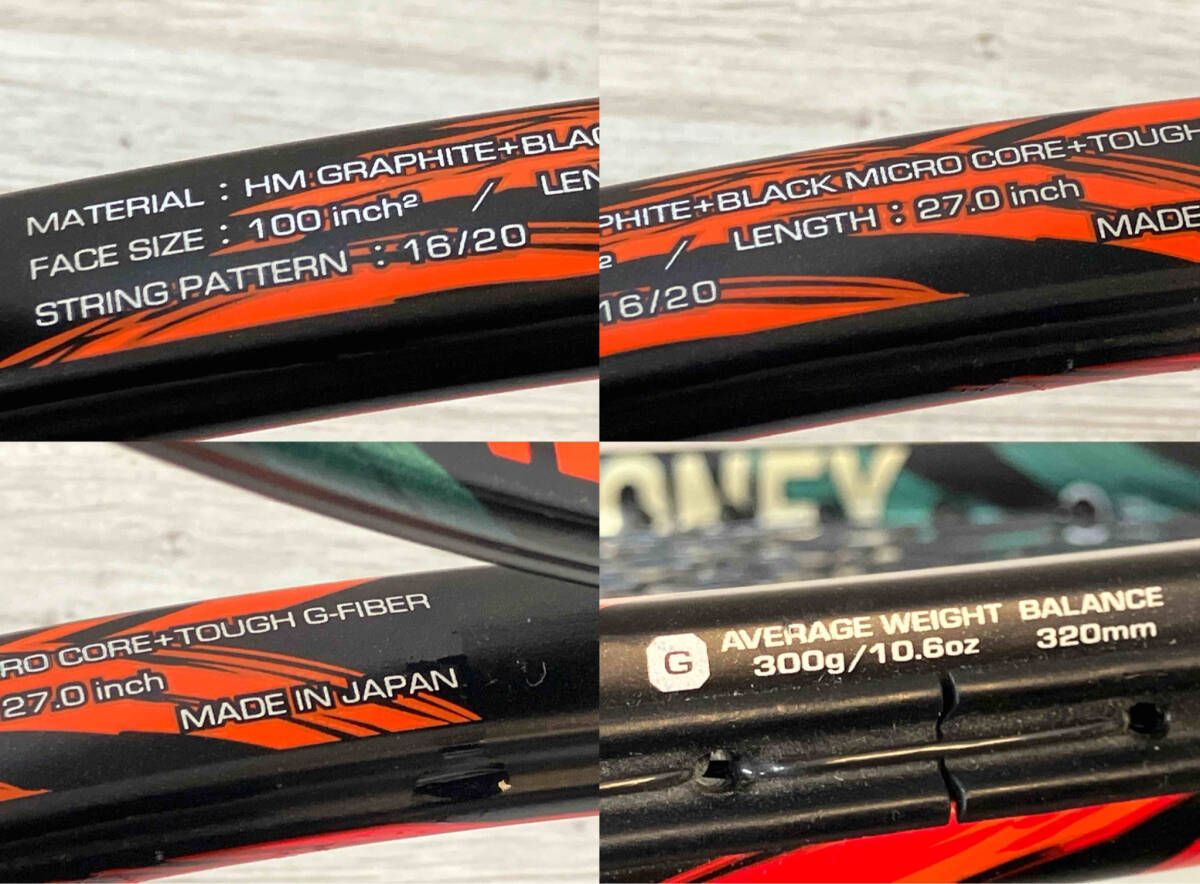 MATERIAL : HM GRAPHITE+BLAC
FACE SIZE : 100 inch² / LEN
STRING PATTERN : 16/20
PHITE+BLACK MICRO CORE+TOUGH
² / LENGTH : 27.0 inch
MADE
16/20
RO CORE+TOUGH G-FIBER
27.0 inch
MADE IN JAPAN
ONEY
G AVERAGE WEIGHT BALANCE
300g/10.6oz 320mm